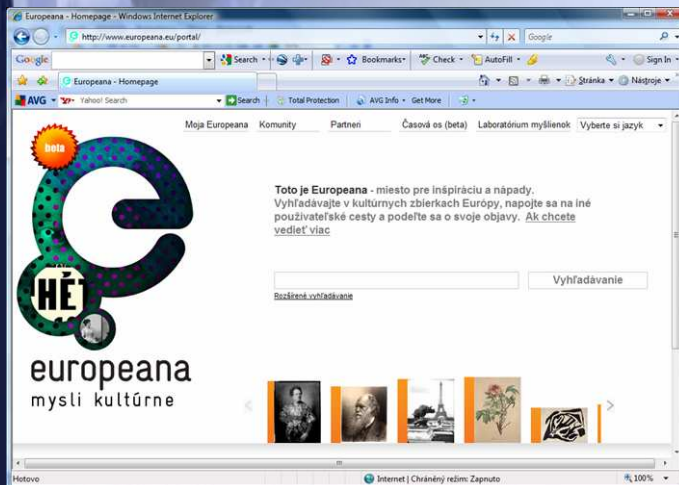 Europeana - Homepage - Windows Internet Explorer
http://www.europeana.eu/portal/
Google
Google Search Bookmarks Check AutoFill Sign In
Europeana - Homepage Stránka Nástroje
AVG Yahoo! Search Search Total Protection AVG Info Get More
Moja Europeana Komunity Partneri Časová os (beta) Laboratórium myšlienok Vyberte si jazyk
beta
Toto je Europeana - miesto pre inšpiráciu a nápady.
Vyhľadávajte v kultúrnych zbierkach Európy, napojte sa na iné
používateľské cesty a podeľte sa o svoje objavy. Ak chcete
vedieť viac
Vyhľadávanie
Rozšírené vyhľadávanie
HÉ
europeana
mysli kultúrne
Hotovo Internet | Chránený režim: Zapnuto 100%